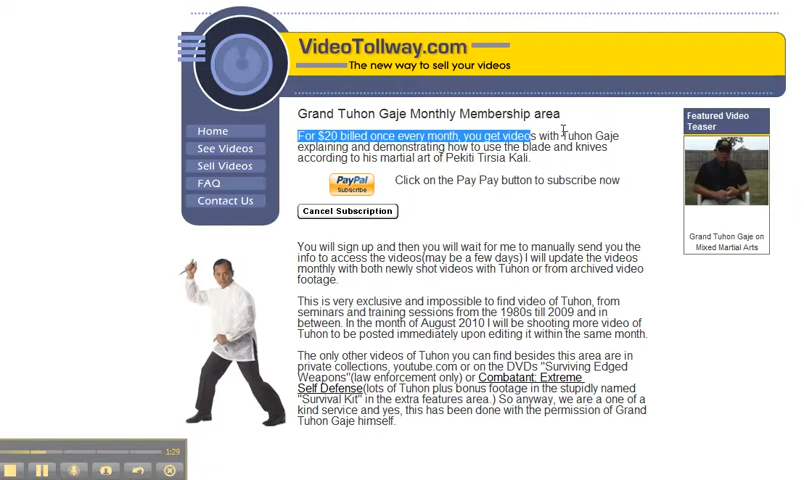 VideoTollway.com
The new way to sell your videos
Home
See Videos
Sell Videos
FAQ
Contact Us
Grand Tuhon Gaje Monthly Membership area
For $20 billed once every month, you get videos with Tuhon Gaje
explaining and demonstrating how to use the blade and knives
according to his martial art of Pekiti Tirsia Kali.
PayPal
SUBSCRIBE
Click on the Pay Pay button to subscribe now
Cancel Subscription
You will sign up and then you will wait for me to manually send you the
info to access the videos(may be a few days) I will update the videos
monthly with both newly shot videos with Tuhon or from archived video
footage.
This is very exclusive and impossible to find video of Tuhon, from
seminars and training sessions from the 1980s till 2009 and in
between. In the month of August 2010 I will be shooting more video of
Tuhon to be posted immediately upon editing it within the same month.
The only other videos of Tuhon you can find besides this area are in
private collections, youtube.com or on the DVDs "Surviving Edged
Weapons"(law enforcement only) or Combatant: Extreme
Self Defense(lots of Tuhon plus bonus footage in the stupidly named
"Survival Kit" in the extra features area.) So anyway, we are a one of a
kind service and yes, this has been done with the permission of Grand
Tuhon Gaje himself.
Featured Video
Teaser
Grand Tuhon Gaje on
Mixed Martial Arts
1:29